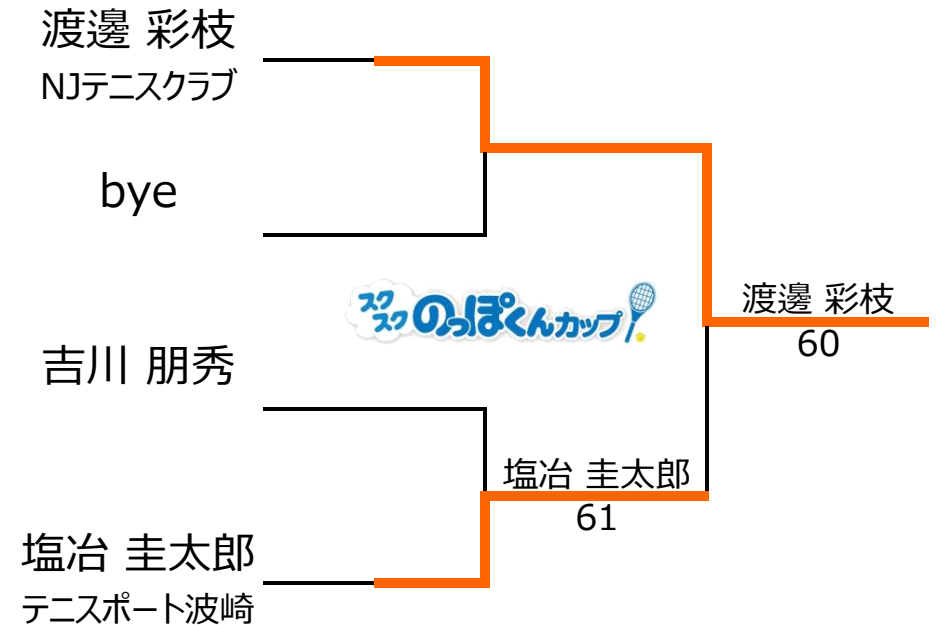 渡邊 彩枝
NJテニスクラブ
bye
スクスク のっぽくんカップ
渡邊 彩枝
60
吉川 朋秀
塩冶 圭太郎
61
塩冶 圭太郎
テニスポート波崎